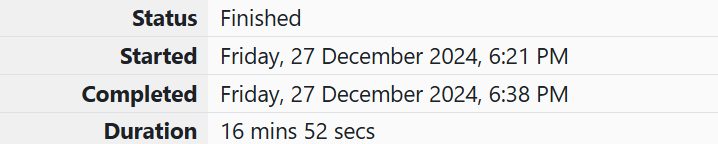 Status Finished
Started Friday, 27 December 2024, 6:21 PM
Completed Friday, 27 December 2024, 6:38 PM
Duration 16 mins 52 secs